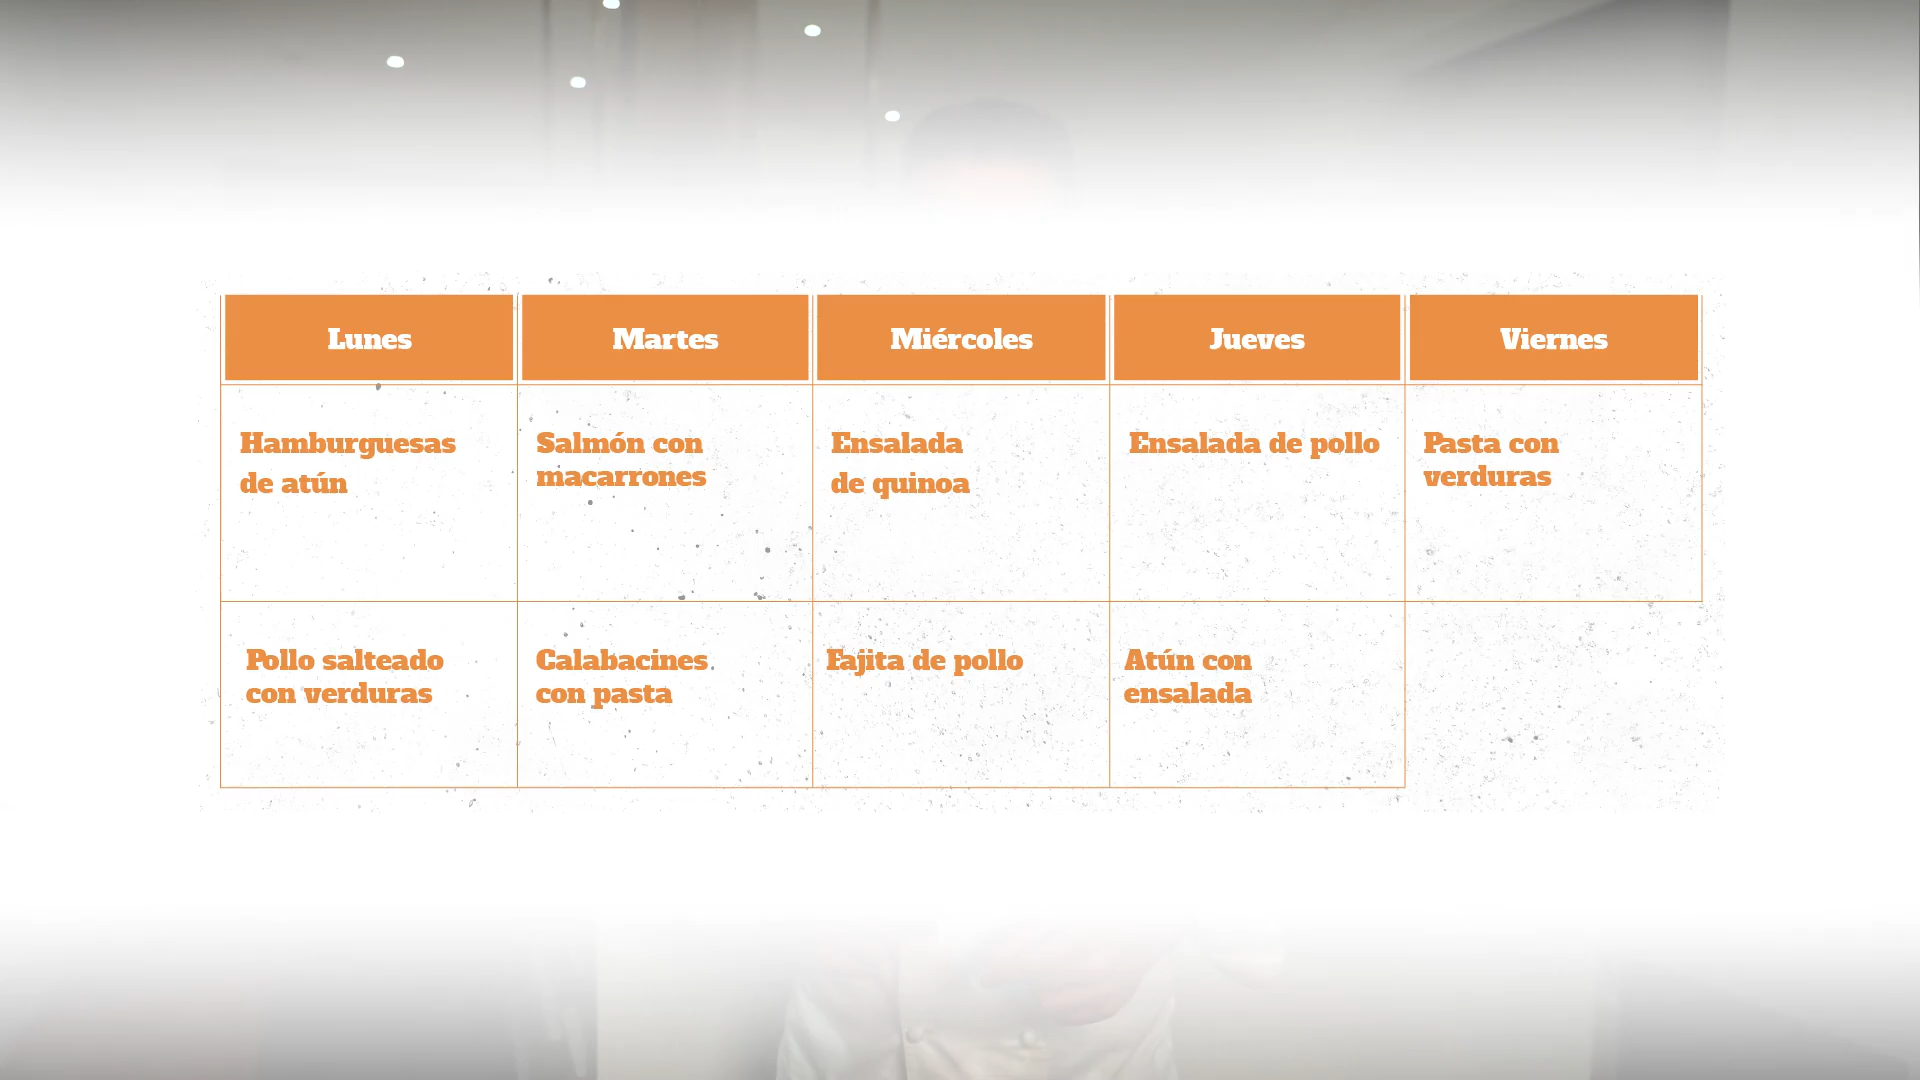 Lunes
Martes
Miércoles
Jueves
Viernes
Hamburguesas
de atún
Salmón con
macarrones
Ensalada
de quinoa
Ensalada de pollo
Pasta con
verduras
Pollo salteado
con verduras
Calabacines
con pasta
Fajita de pollo
Atún con
ensalada